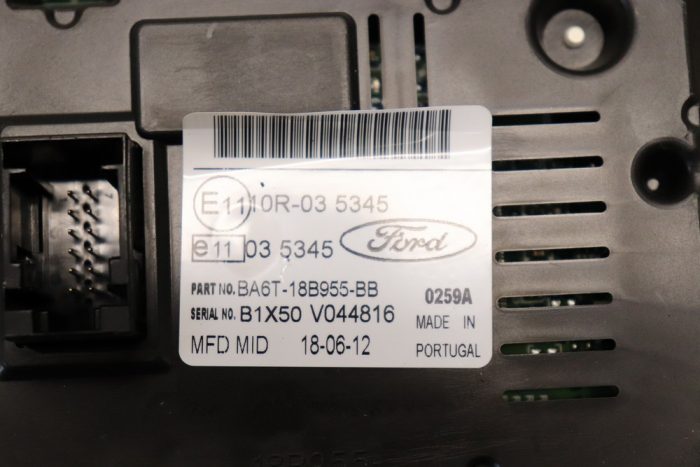 E11 10R-03 5345
e11 03 5345 Ford
PART NO. BA6T-18B955-BB 0259A
SERIAL NO. B1X50 V044816 MADE IN
MFD MID 18-06-12 PORTUGAL